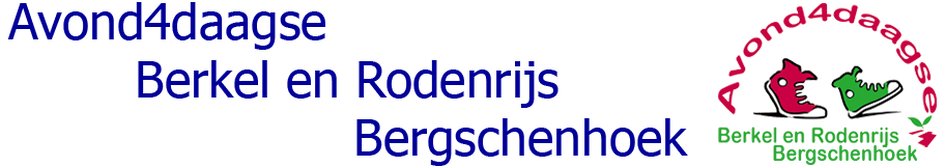 Avond4daagse
Berkel en Rodenrijs
Bergschenhoek
Avond4daagse
Berkel en Rodenrijs
Bergschenhoek